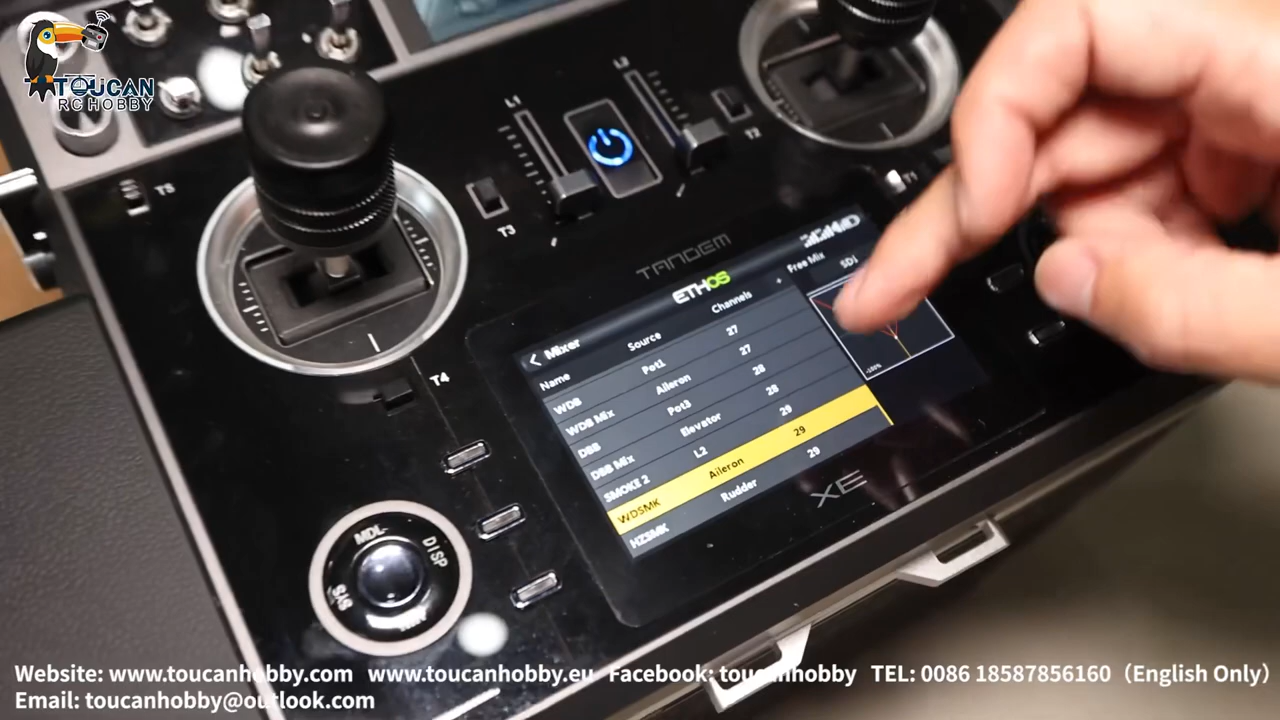 TOUCAN
RC HOBBY
T5
L1
L2
T2
T3
T1
T4
TANDEM
ETHOS
Mixer
Free Mix
Name Source Channels +
WDB Pot1 27
WDB Mix Aileron 27
DBB Pot3 28
DBB Mix Elevator 28
SMOKE 2 L2 29
WDSMK Aileron 29
HZSMK Rudder 29
-100%
XE
MDL
DISP
SYS
Website: www.toucanhobby.com www.toucanhobby.eu Facebook: toucanhobby TEL: 0086 18587856160（English Only）
Email: toucanhobby@outlook.com